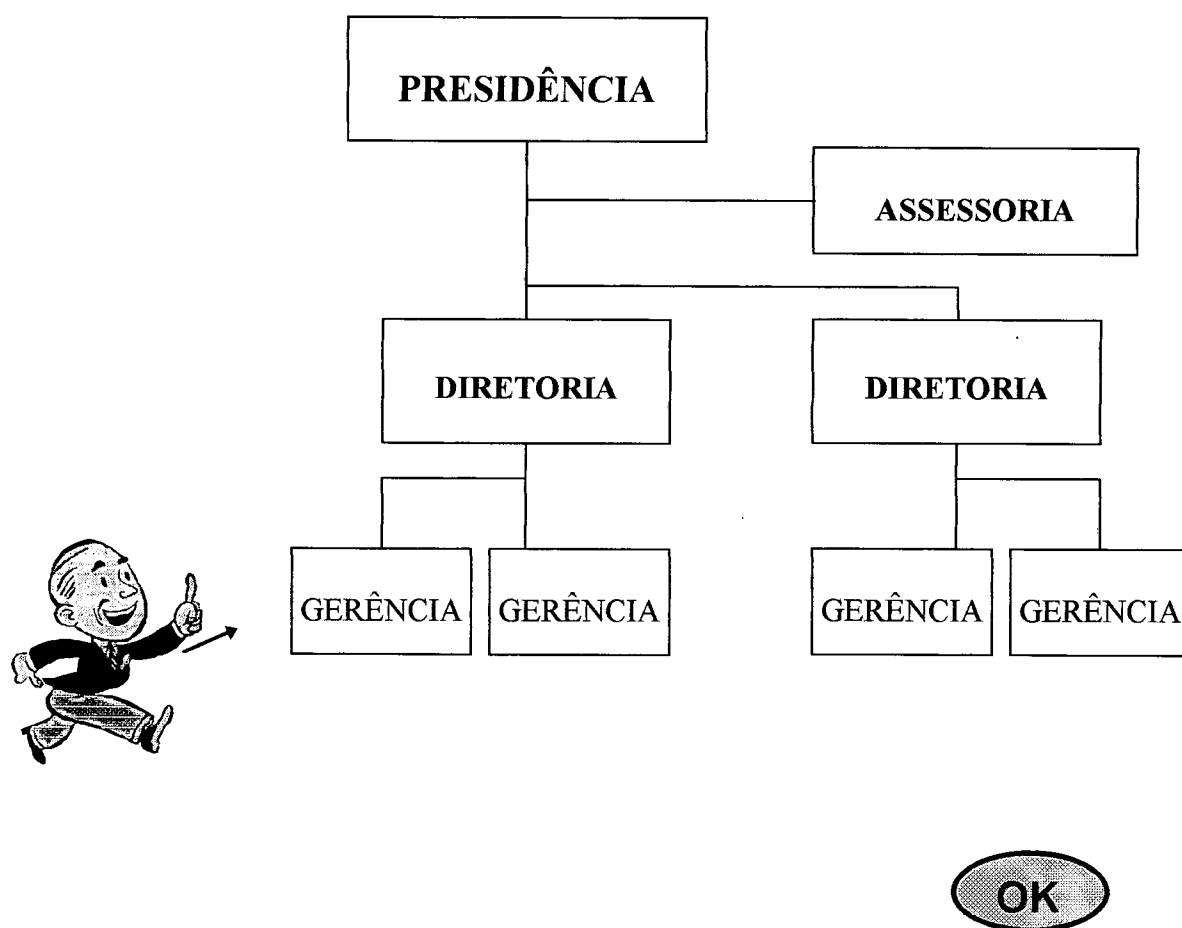 PRESIDÊNCIA
ASSESSORIA
DIRETORIA DIRETORIA
GERÊNCIA GERÊNCIA GERÊNCIA GERÊNCIA
OK